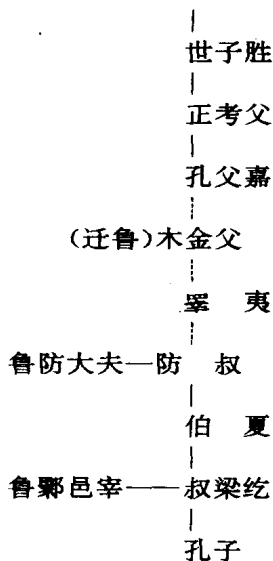 世子胜
正考父
孔父嘉
(迁鲁)木金父
睪 夷
鲁防大夫—防 叔
伯 夏
鲁鄹邑宰——叔梁纥
孔子